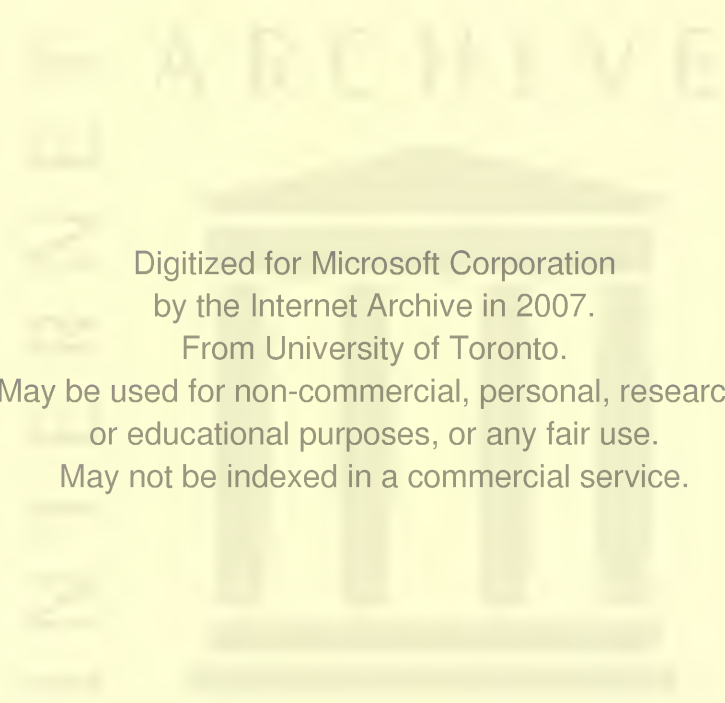 ARCHIVE
INTERNET
Digitized for Microsoft Corporation
by the Internet Archive in 2007.
From University of Toronto.
May be used for non-commercial, personal, researc
or educational purposes, or any fair use.
May not be indexed in a commercial service.